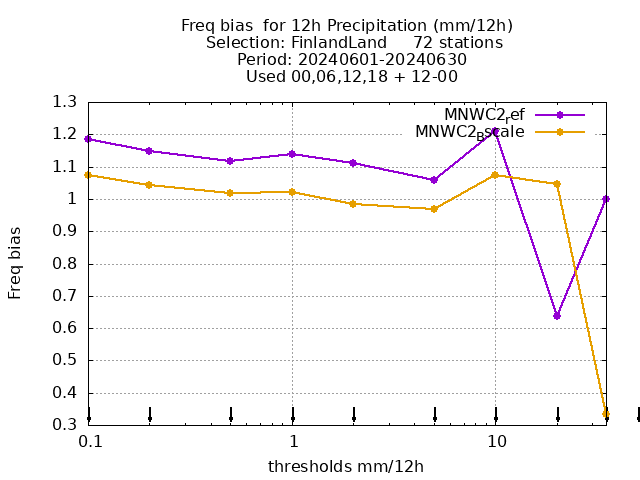 Freq bias  for 12h Precipitation (mm/12h)
Selection: FinlandLand     72 stations
Period: 20240601-20240630
Used 00,06,12,18 + 12-00
MNWC2_ref
MNWC2_Bscale
1.3
1.2
1.1
1
0.9
0.8
0.7
0.6
0.5
0.4
0.3
Freq bias
0.1
1
10
thresholds mm/12h